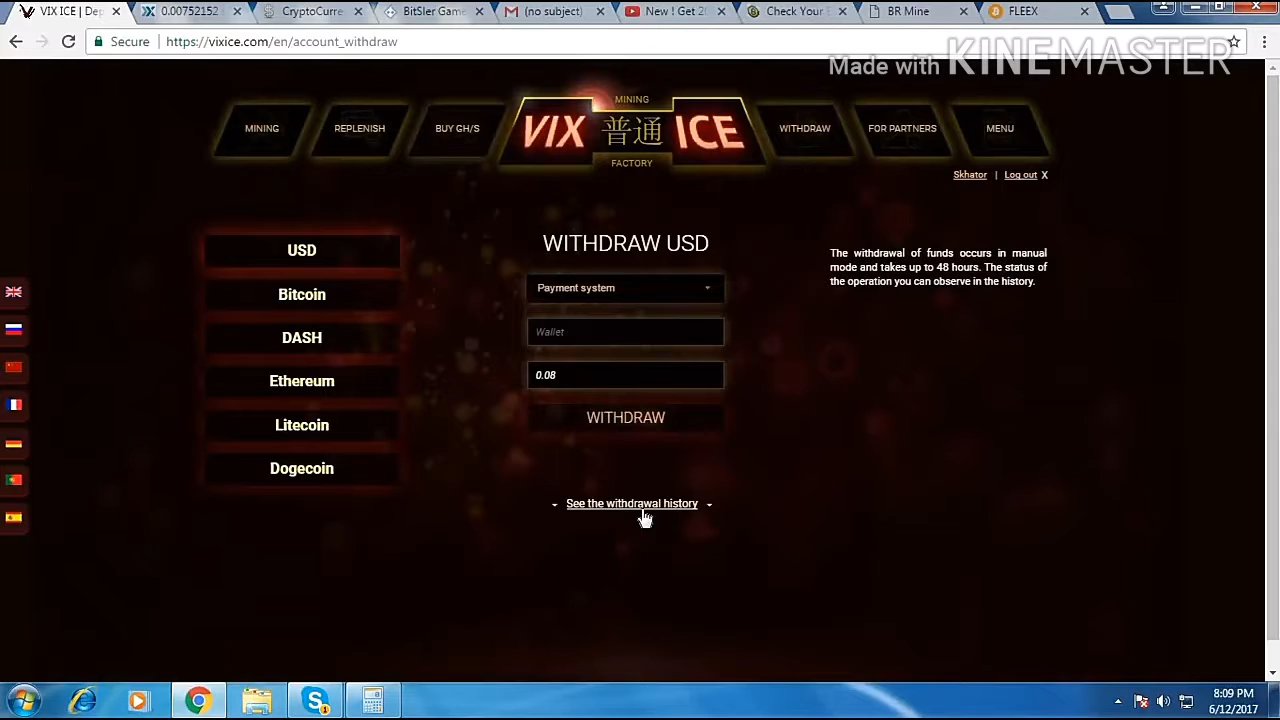 VIX ICE | Dep
0.00752152
CryptoCurre
BitSler Game
(no subject)
New ! Get 2
Check Your
BR Mine
FLEEX
Secure
https://vixice.com/en/account_withdraw
Made with KINEMASTER
MINING
REPLENISH
BUY GH/S
MINING
VIX 普通 ICE
FACTORY
WITHDRAW
FOR PARTNERS
MENU
Skhator | Log out X
USD
Bitcoin
DASH
Ethereum
Litecoin
Dogecoin
WITHDRAW USD
Payment system
Wallet
0.08
WITHDRAW
See the withdrawal history
The withdrawal of funds occurs in manual
mode and takes up to 48 hours. The status of
the operation you can observe in the history.
8:09 PM
6/12/2017